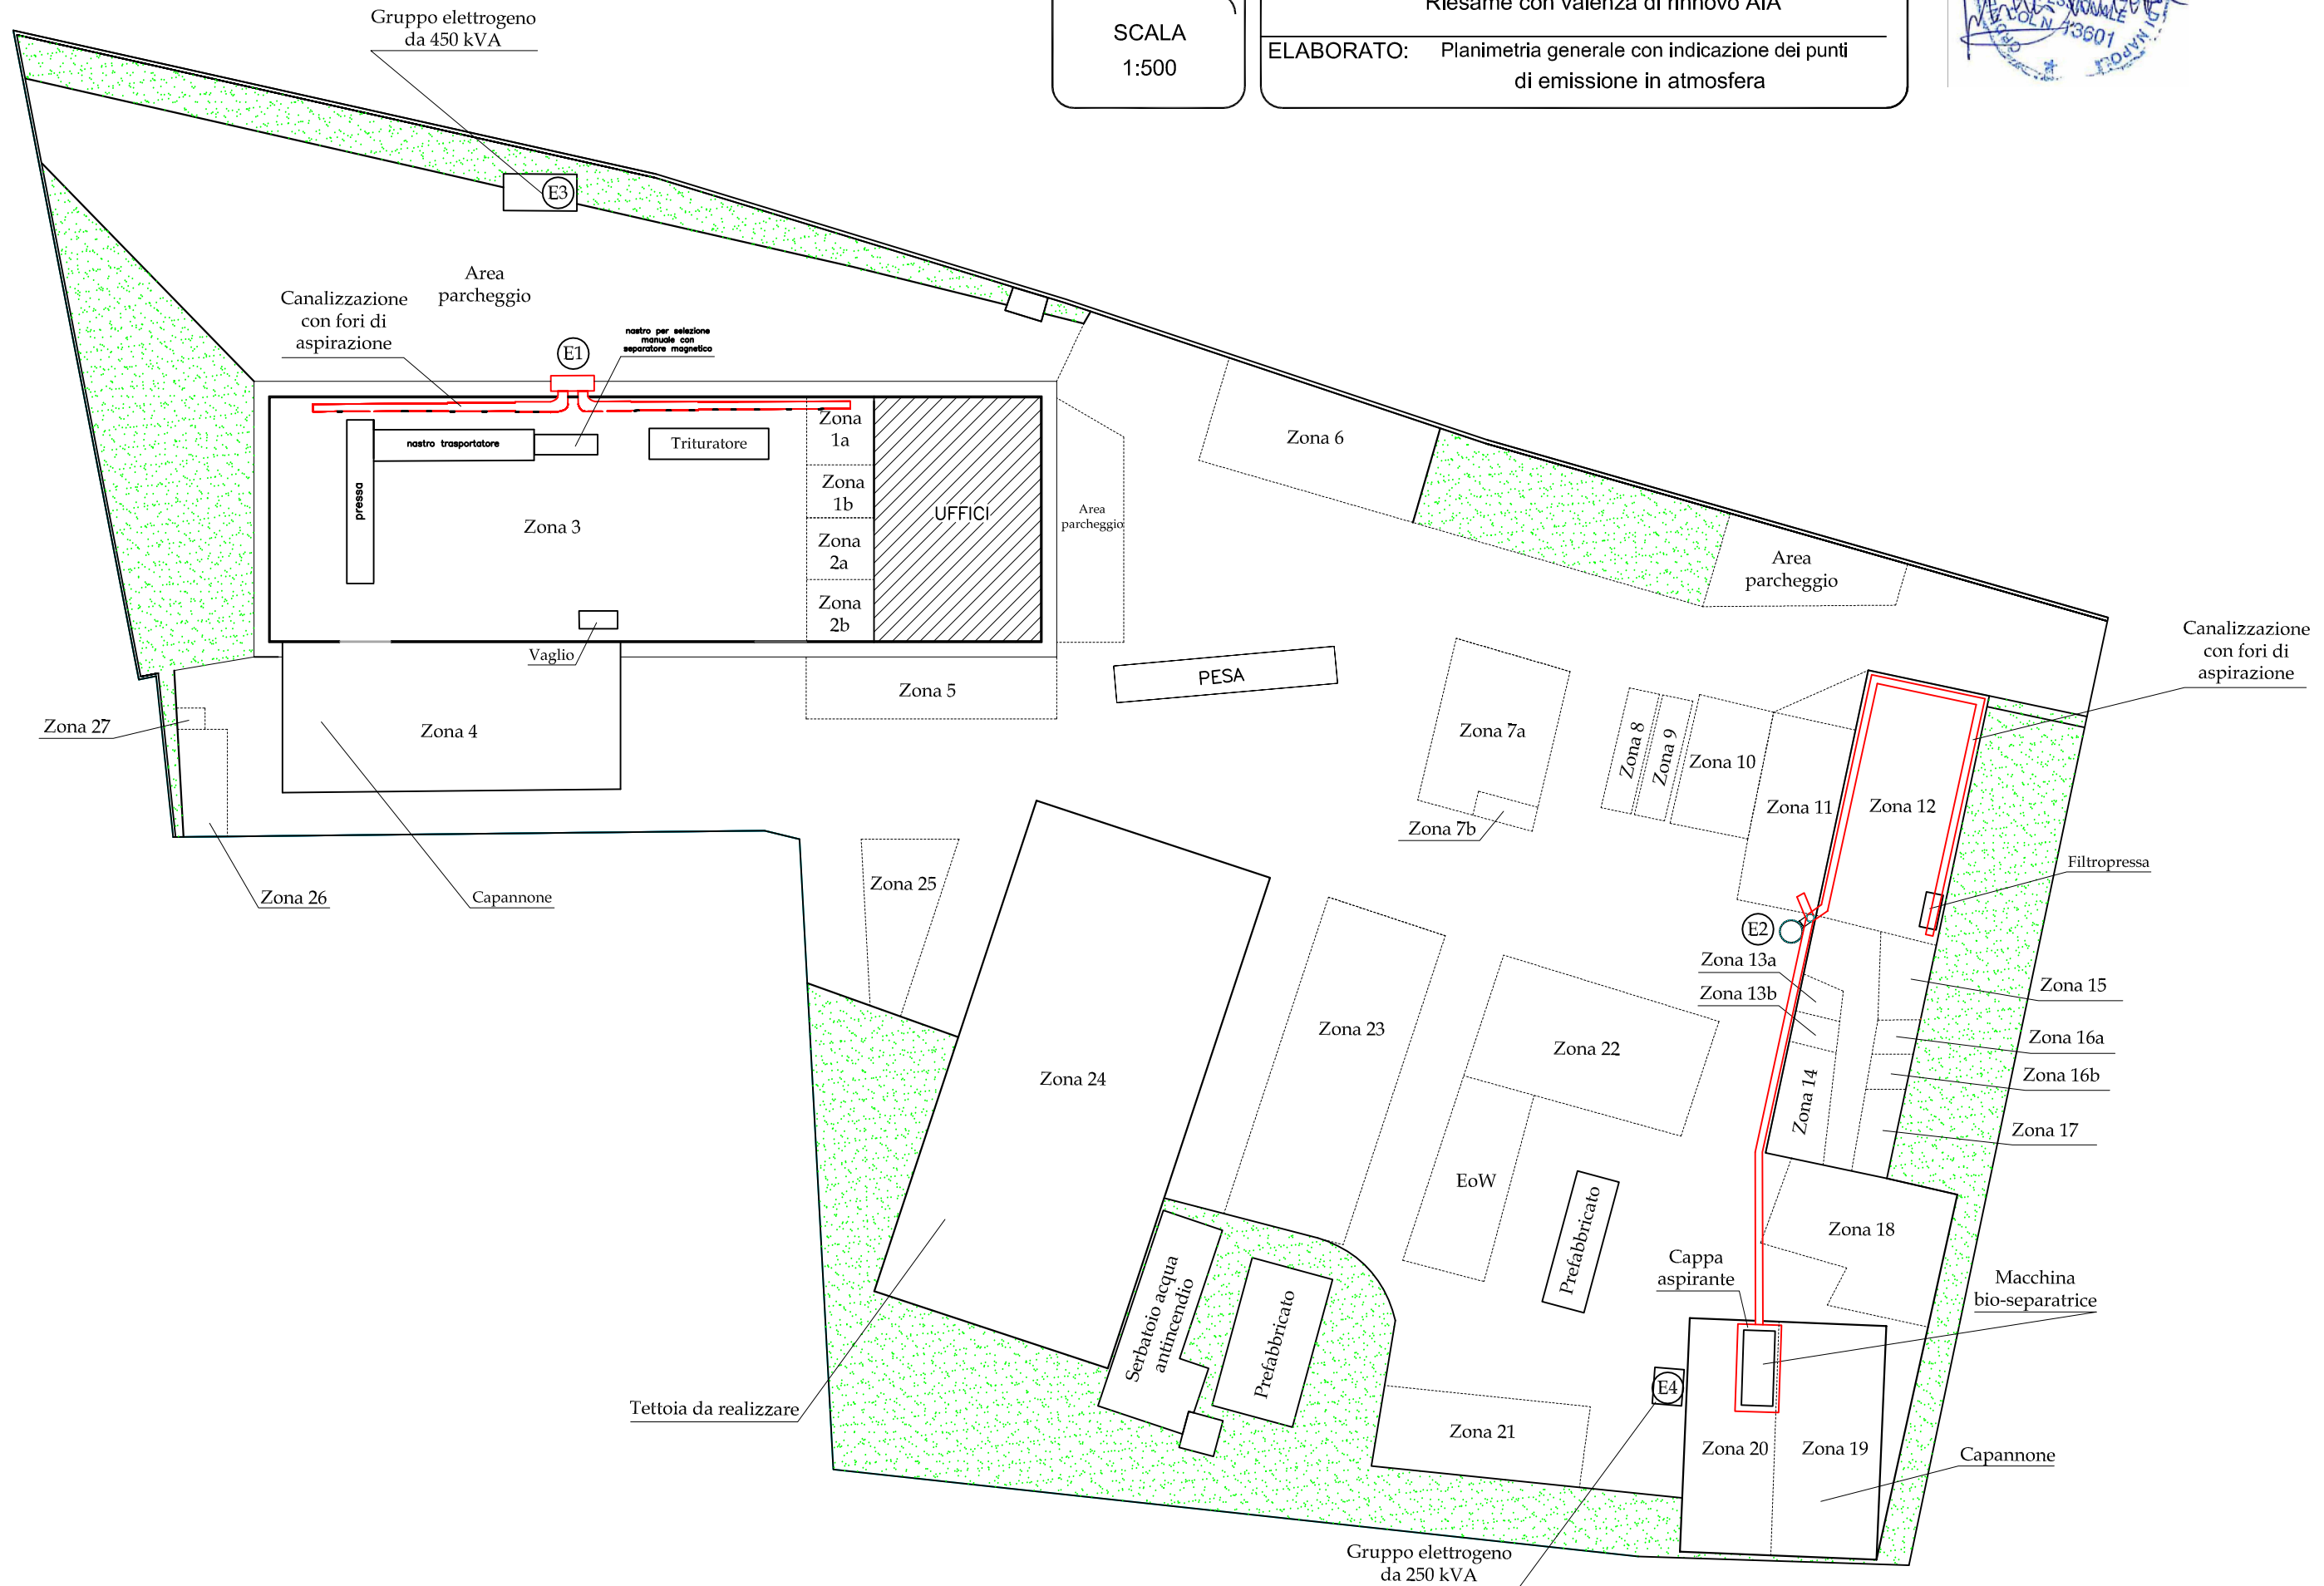 Riesame con valenza di rinnovo AIA
SCALA
1:500
ELABORATO: Planimetria generale con indicazione dei punti
di emissione in atmosfera
13601
Gruppo elettrogeno
da 450 kVA
E3
Area
parcheggio
Canalizzazione
con fori di
aspirazione
E1
nastro per selezione
manuale con
separatore magnetico
nastro trasportatore
Trituratore
pressa
Zona 3
Zona
1a
Zona
1b
Zona
2a
Zona
2b
UFFICI
Area
parcheggio
Vaglio
Zona 4
Zona 5
Zona 27
Zona 26
Capannone
PESA
Zona 6
Area
parcheggio
Canalizzazione
con fori di
aspirazione
Zona 7a
Zona 7b
Zona 8
Zona 9
Zona 10
Zona 11
Zona 12
Filtropressa
E2
Zona 13a
Zona 13b
Zona 14
Zona 15
Zona 16a
Zona 16b
Zona 17
Zona 18
Zona 25
Zona 24
Zona 23
Zona 22
EoW
Prefabbricato
Cappa
aspirante
Macchina
bio-separatrice
Serbatoio acqua
antincendio
Prefabbricato
Tettoia da realizzare
E4
Zona 21
Zona 20
Zona 19
Capannone
Gruppo elettrogeno
da 250 kVA